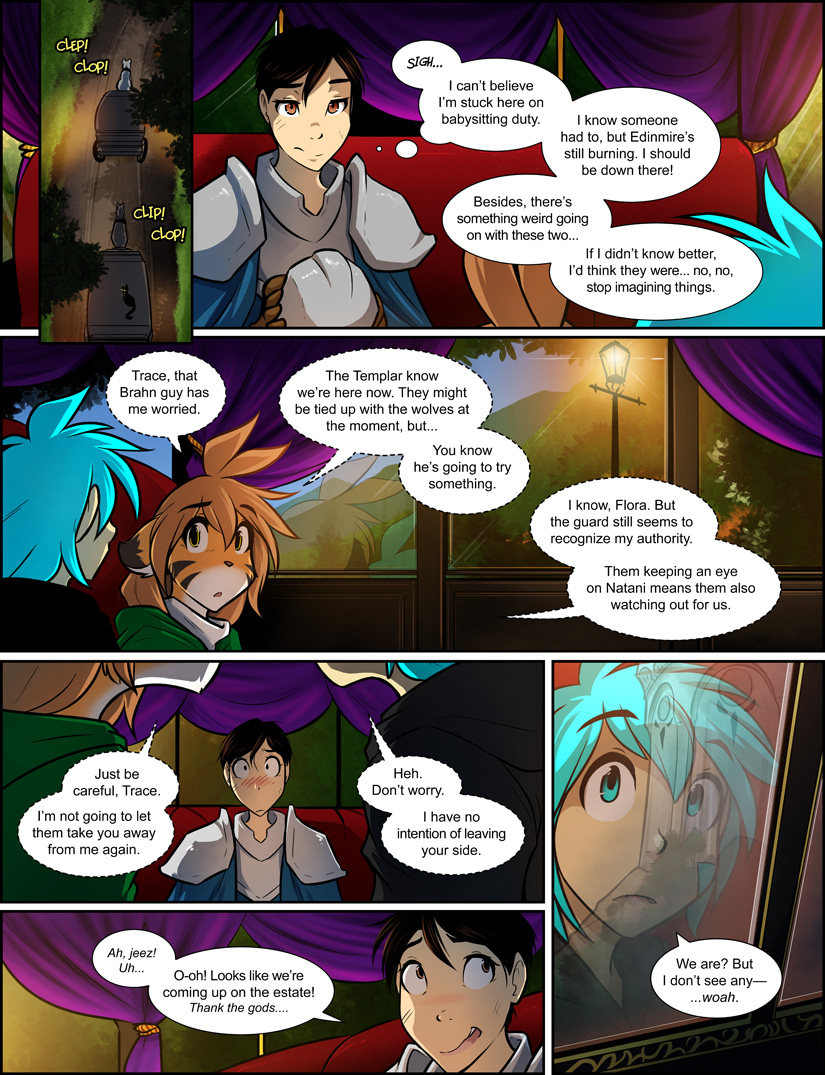 CLEP!
CLOP!
CLIP!
CLOP!
SIGH...
I can't believe
I'm stuck here on
babysitting duty.
I know someone
had to, but Edinmire's
still burning. I should
be down there!
Besides, there's
something weird going
on with these two...
If I didn't know better,
I'd think they were... no, no,
stop imagining things.
Trace, that
Brahn guy has
me worried.
The Templar know
we're here now. They might
be tied up with the wolves at
the moment, but...
You know
he's going to try
something.
I know, Flora. But
the guard still seems to
recognize my authority.
Them keeping an eye
on Natani means them also
watching out for us.
Just be
careful, Trace.
I'm not going to let
them take you away
from me again.
Heh.
Don't worry.
I have no
intention of leaving
your side.
Ah, jeez!
Uh...
O-oh! Looks like we're
coming up on the estate!
Thank the gods....
We are? But
I don't see any—
...woah.